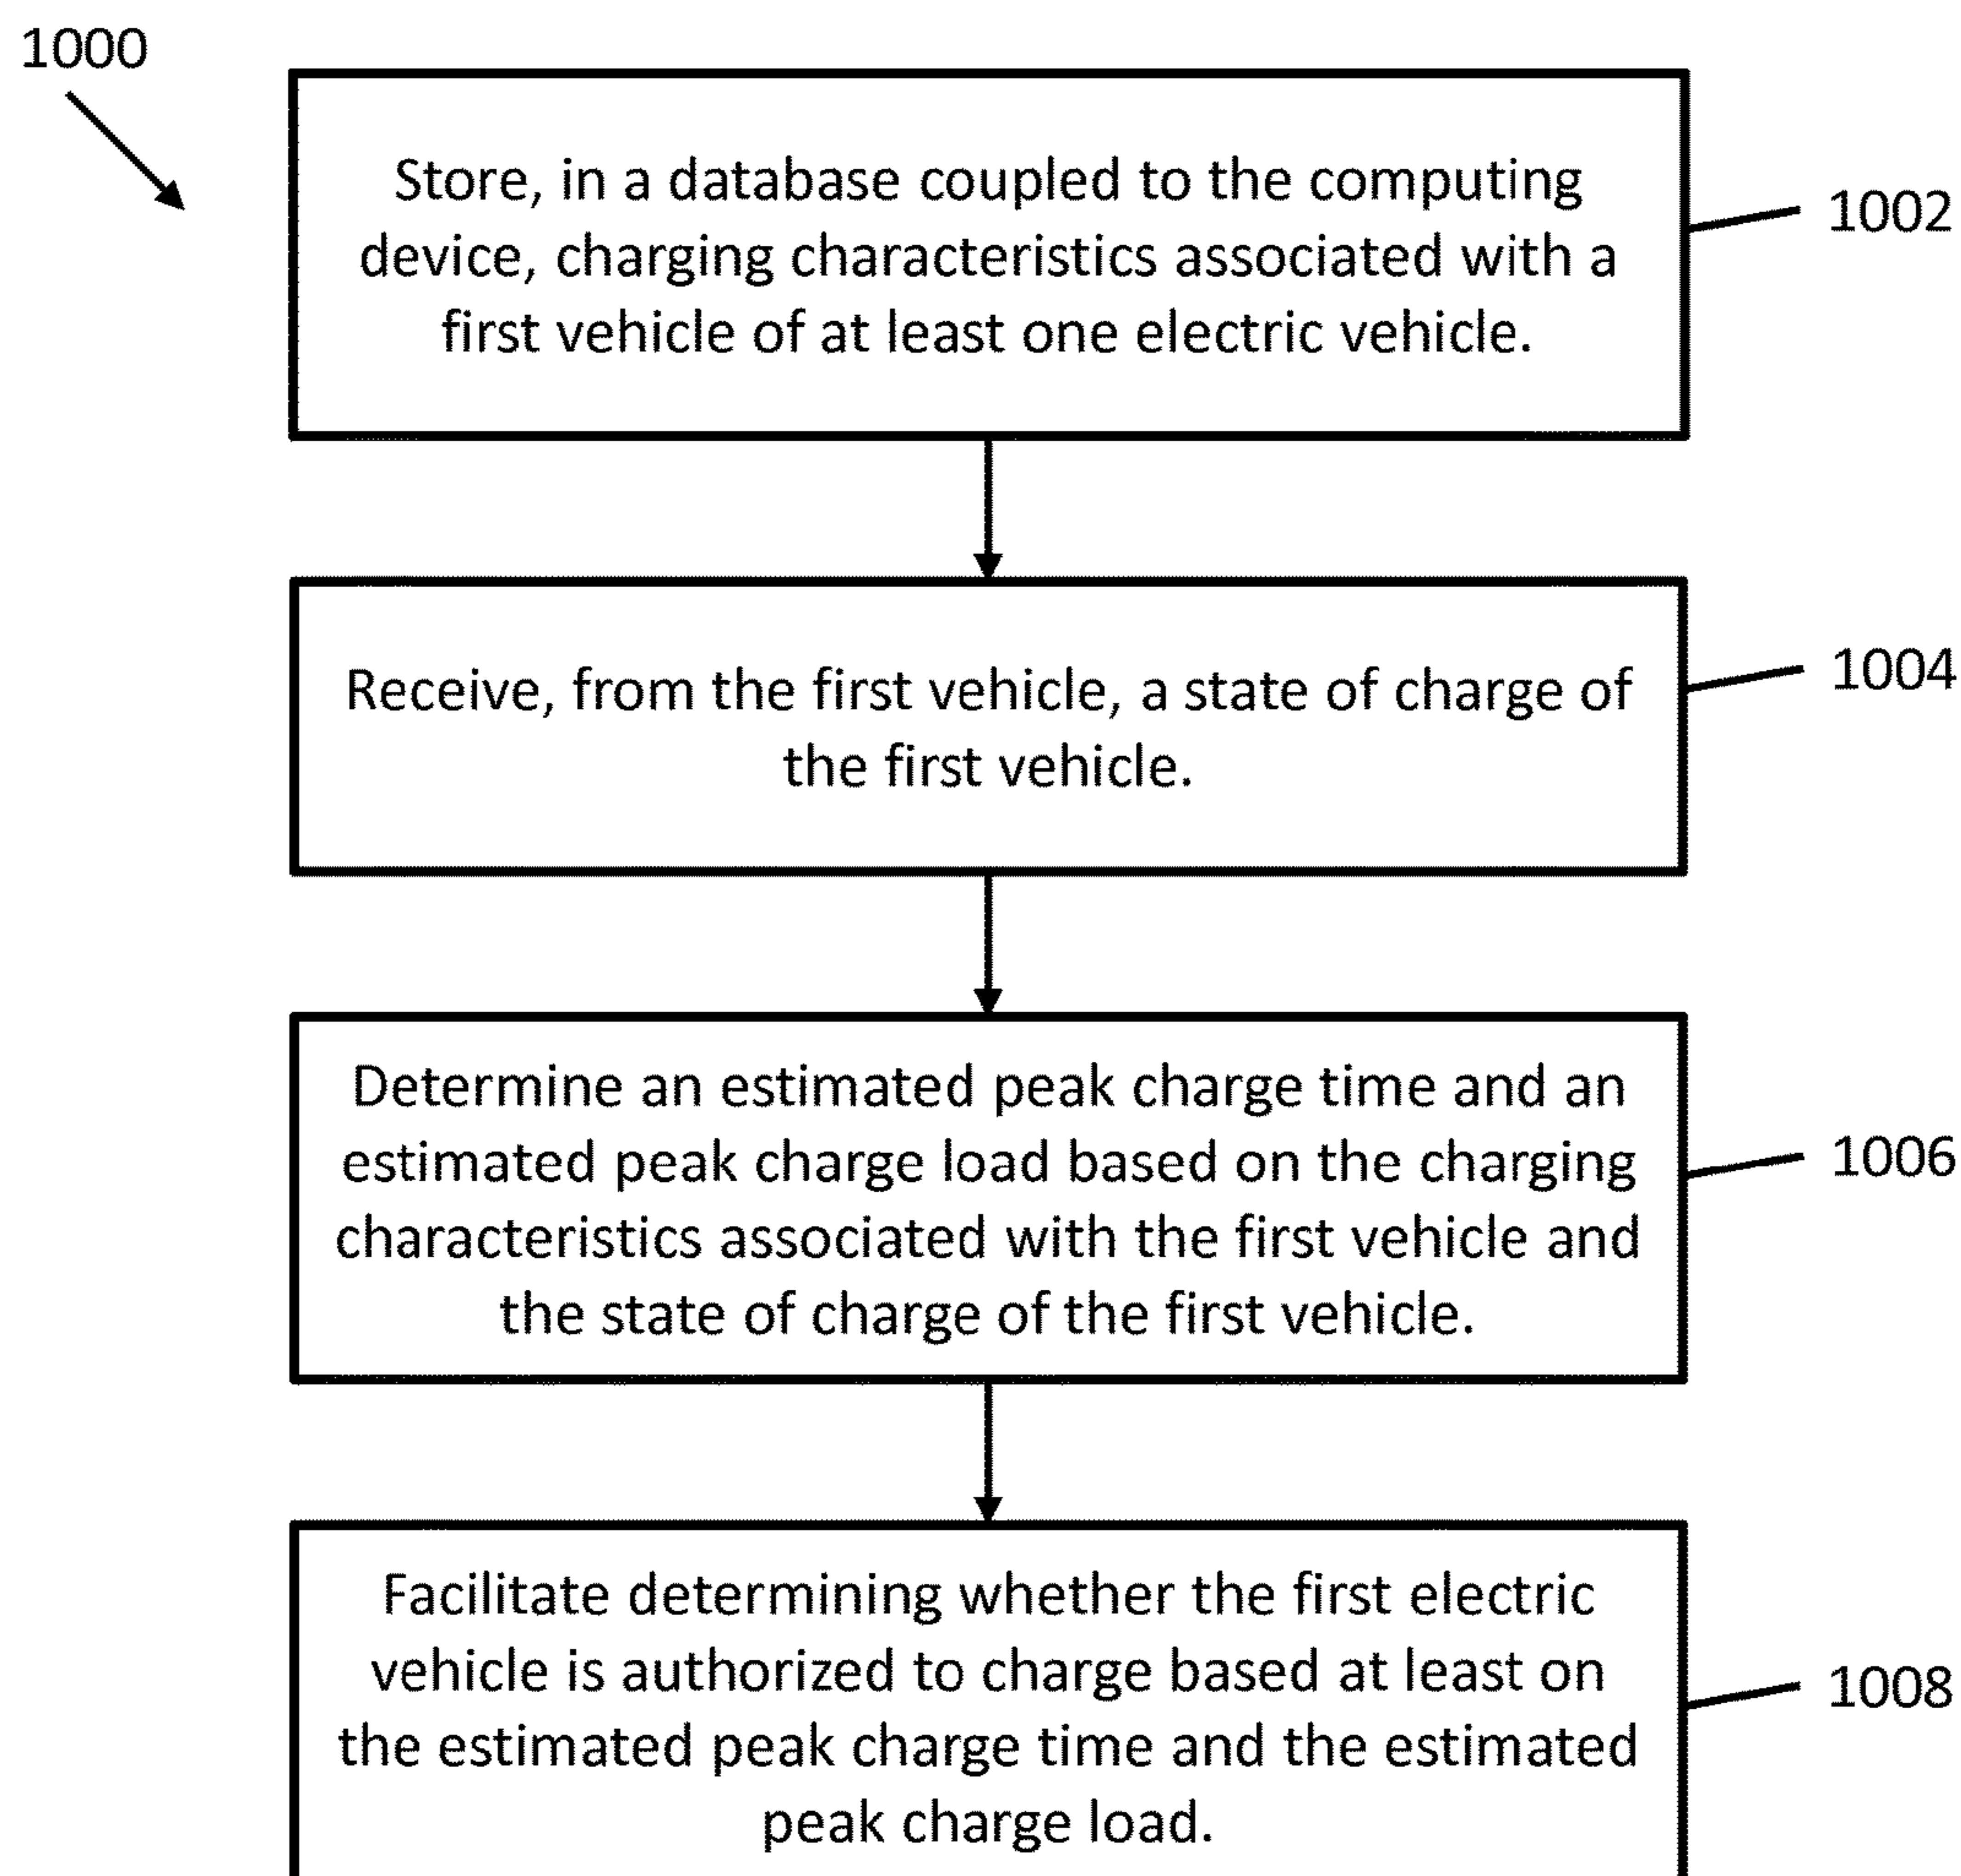 1000
Store, in a database coupled to the computing
device, charging characteristics associated with a
first vehicle of at least one electric vehicle.
1002
Receive, from the first vehicle, a state of charge of
the first vehicle.
1004
Determine an estimated peak charge time and an
estimated peak charge load based on the charging
characteristics associated with the first vehicle and
the state of charge of the first vehicle.
1006
Facilitate determining whether the first electric
vehicle is authorized to charge based at least on
the estimated peak charge time and the estimated
peak charge load.
1008